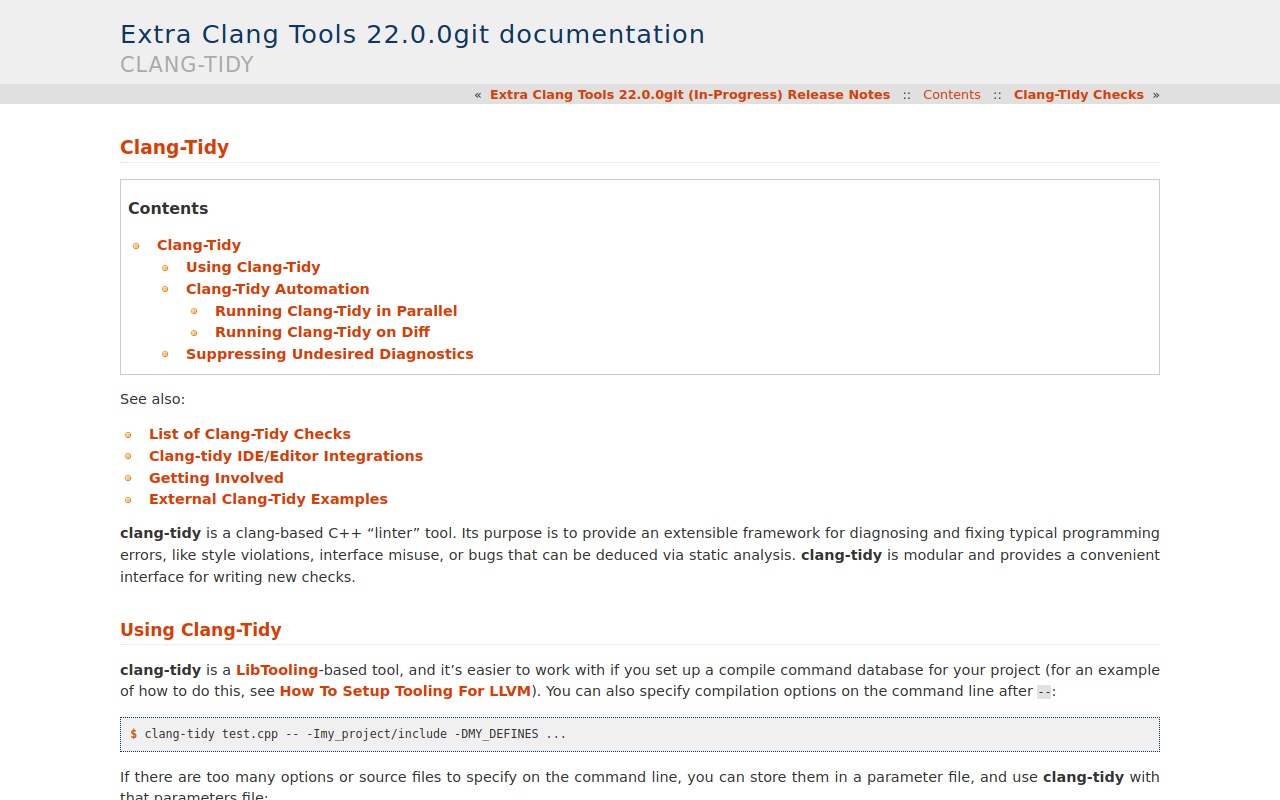 Extra Clang Tools 22.0.0git documentation
CLANG-TIDY
« Extra Clang Tools 22.0.0git (In-Progress) Release Notes :: Contents :: Clang-Tidy Checks »
Clang-Tidy
Contents
Clang-Tidy
Using Clang-Tidy
Clang-Tidy Automation
Running Clang-Tidy in Parallel
Running Clang-Tidy on Diff
Suppressing Undesired Diagnostics
See also:
List of Clang-Tidy Checks
Clang-tidy IDE/Editor Integrations
Getting Involved
External Clang-Tidy Examples
clang-tidy is a clang-based C++ “linter” tool. Its purpose is to provide an extensible framework for diagnosing and fixing typical programming
errors, like style violations, interface misuse, or bugs that can be deduced via static analysis. clang-tidy is modular and provides a convenient
interface for writing new checks.
Using Clang-Tidy
clang-tidy is a LibTooling-based tool, and it’s easier to work with if you set up a compile command database for your project (for an example
of how to do this, see How To Setup Tooling For LLVM). You can also specify compilation options on the command line after --:
$ clang-tidy test.cpp -- -Imy_project/include -DMY_DEFINES ...
If there are too many options or source files to specify on the command line, you can store them in a parameter file, and use clang-tidy with
that parameters file: